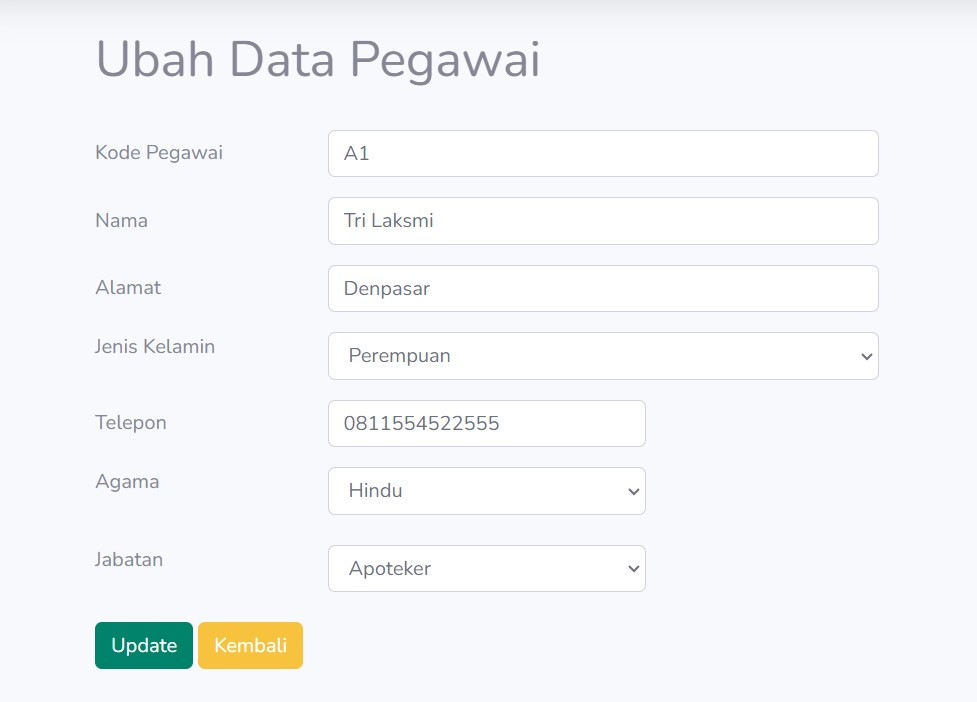 Ubah Data Pegawai
Kode Pegawai A1
Nama Tri Laksmi
Alamat Denpasar
Jenis Kelamin Perempuan
Telepon 0811554522555
Agama Hindu
Jabatan Apoteker
Update Kembali